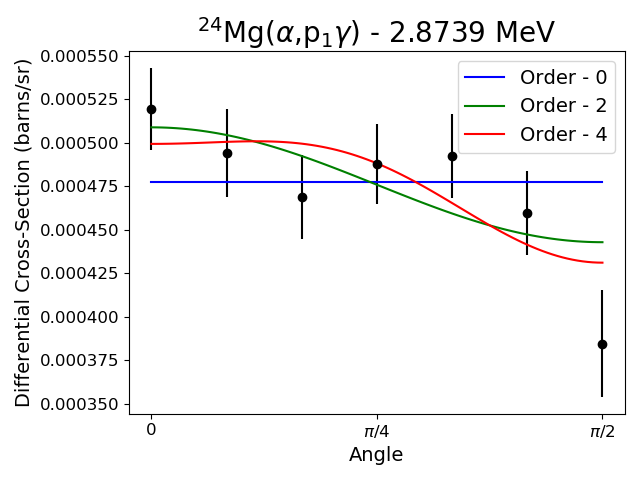 ²⁴Mg(α,p₁γ) - 2.8739 MeV
Differential Cross-Section (barns/sr)
0.000550
0.000525
0.000500
0.000475
0.000450
0.000425
0.000400
0.000375
0.000350
Order - 0
Order - 2
Order - 4
0 π/4 π/2
Angle